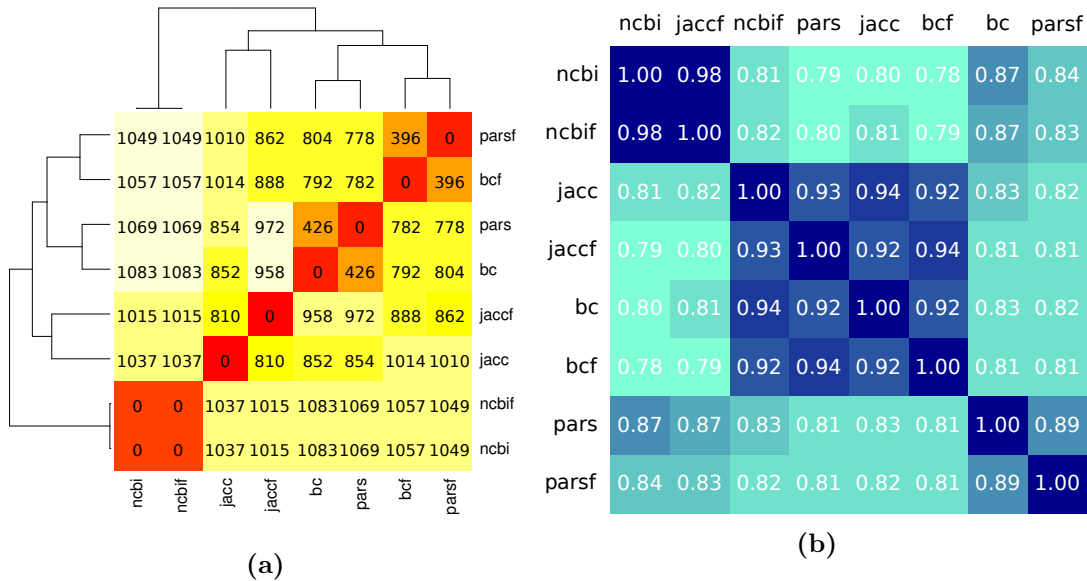 1049 1049 1010 862 804 778 396 0 parsf
1057 1057 1014 888 792 782 0 396 bcf
1069 1069 854 972 426 0 782 778 pars
1083 1083 852 958 0 426 792 804 bc
1015 1015 810 0 958 972 888 862 jaccf
1037 1037 0 810 852 854 1014 1010 jacc
0 0 1037 1015 1083 1069 1057 1049 ncbif
0 0 1037 1015 1083 1069 1057 1049 ncbi
ncbi ncbif jacc jaccf bc pars bcf parsf
(a)
ncbi jaccf ncbif pars jacc bcf bc parsf
ncbi 1.00 0.98 0.81 0.79 0.80 0.78 0.87 0.84
ncbif 0.98 1.00 0.82 0.80 0.81 0.79 0.87 0.83
jacc 0.81 0.82 1.00 0.93 0.94 0.92 0.83 0.82
jaccf 0.79 0.80 0.93 1.00 0.92 0.94 0.81 0.81
bc 0.80 0.81 0.94 0.92 1.00 0.92 0.83 0.82
bcf 0.78 0.79 0.92 0.94 0.92 1.00 0.81 0.81
pars 0.87 0.87 0.83 0.81 0.83 0.81 1.00 0.89
parsf 0.84 0.83 0.82 0.81 0.82 0.81 0.89 1.00
(b)